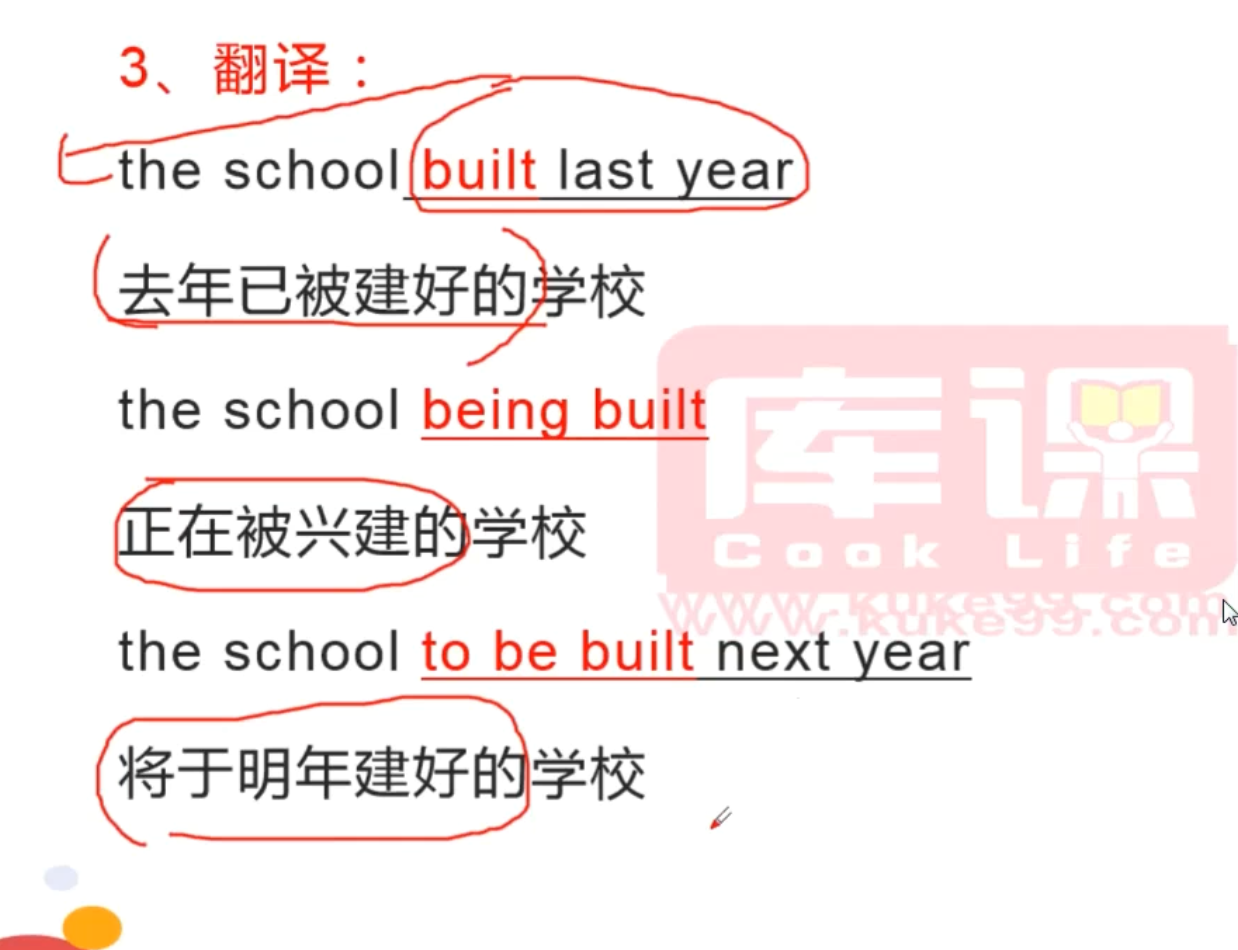 3、翻译：
the school built last year
去年已被建好的学校
the school being built
正在被兴建的学校
the school to be built next year
将于明年建好的学校
库课
Cook Life
www.kuke99.com